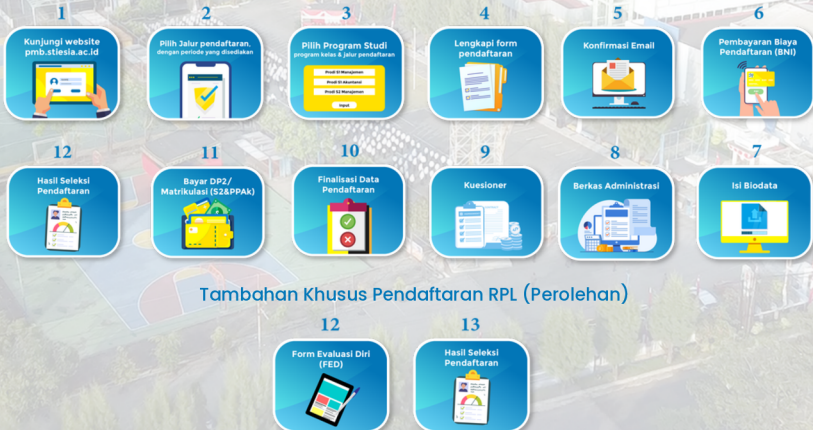 1
Kunjungi website
pmb.stiesia.ac.id
2
Pilih Jalur pendaftaran,
dengan periode yang disediakan
3
Pilih Program Studi
program kelas & jalur pendaftaran
Prodi S1 Manajemen
Prodi S1 Akuntansi
Prodi S2 Manajemen
Input
4
Lengkapi form
pendaftaran
5
Konfirmasi Email
6
Pembayaran Biaya
Pendaftaran (BNI)
12
Hasil Seleksi
Pendaftaran
11
Bayar DP2/
Matrikulasi (S2&PPAk)
10
Finalisasi Data
Pendaftaran
9
Kuesioner
8
Berkas Administrasi
7
Isi Biodata
Tambahan Khusus Pendaftaran RPL (Perolehan)
12
Form Evaluasi Diri
(FED)
13
Hasil Seleksi
Pendaftaran